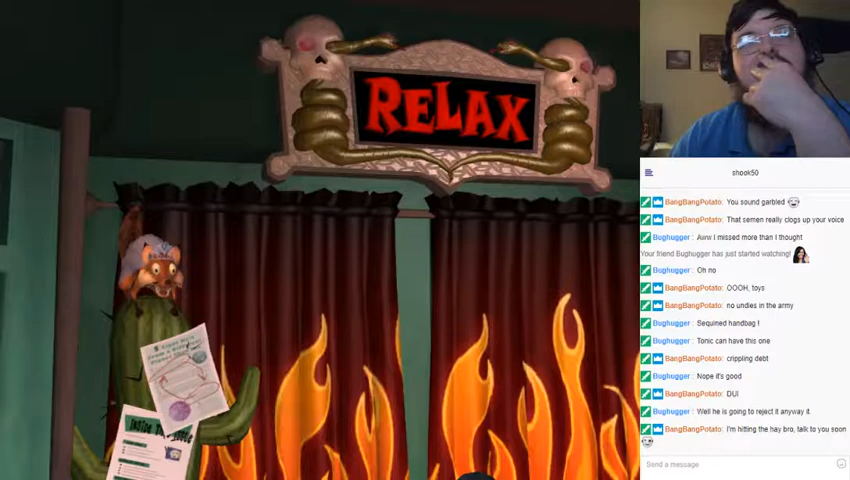 RELAX
INSIDE
shook50
BangBangPotato: You sound garbled
BangBangPotato: That semen really clogs up your voice
Bughugger: Aww I missed more than I thought
Your friend Bughugger has just started watching!
Bughugger: Oh no
BangBangPotato: OOOH, toys
BangBangPotato: no undies in the army
Bughugger: Sequined handbag !
Bughugger: Tonic can have this one
BangBangPotato: crippling debt
Bughugger: Nope it's good
BangBangPotato: DUI
Bughugger: Well he is going to reject it anyway it.
BangBangPotato: I'm hitting the hay bro, talk to you soon
Send a message